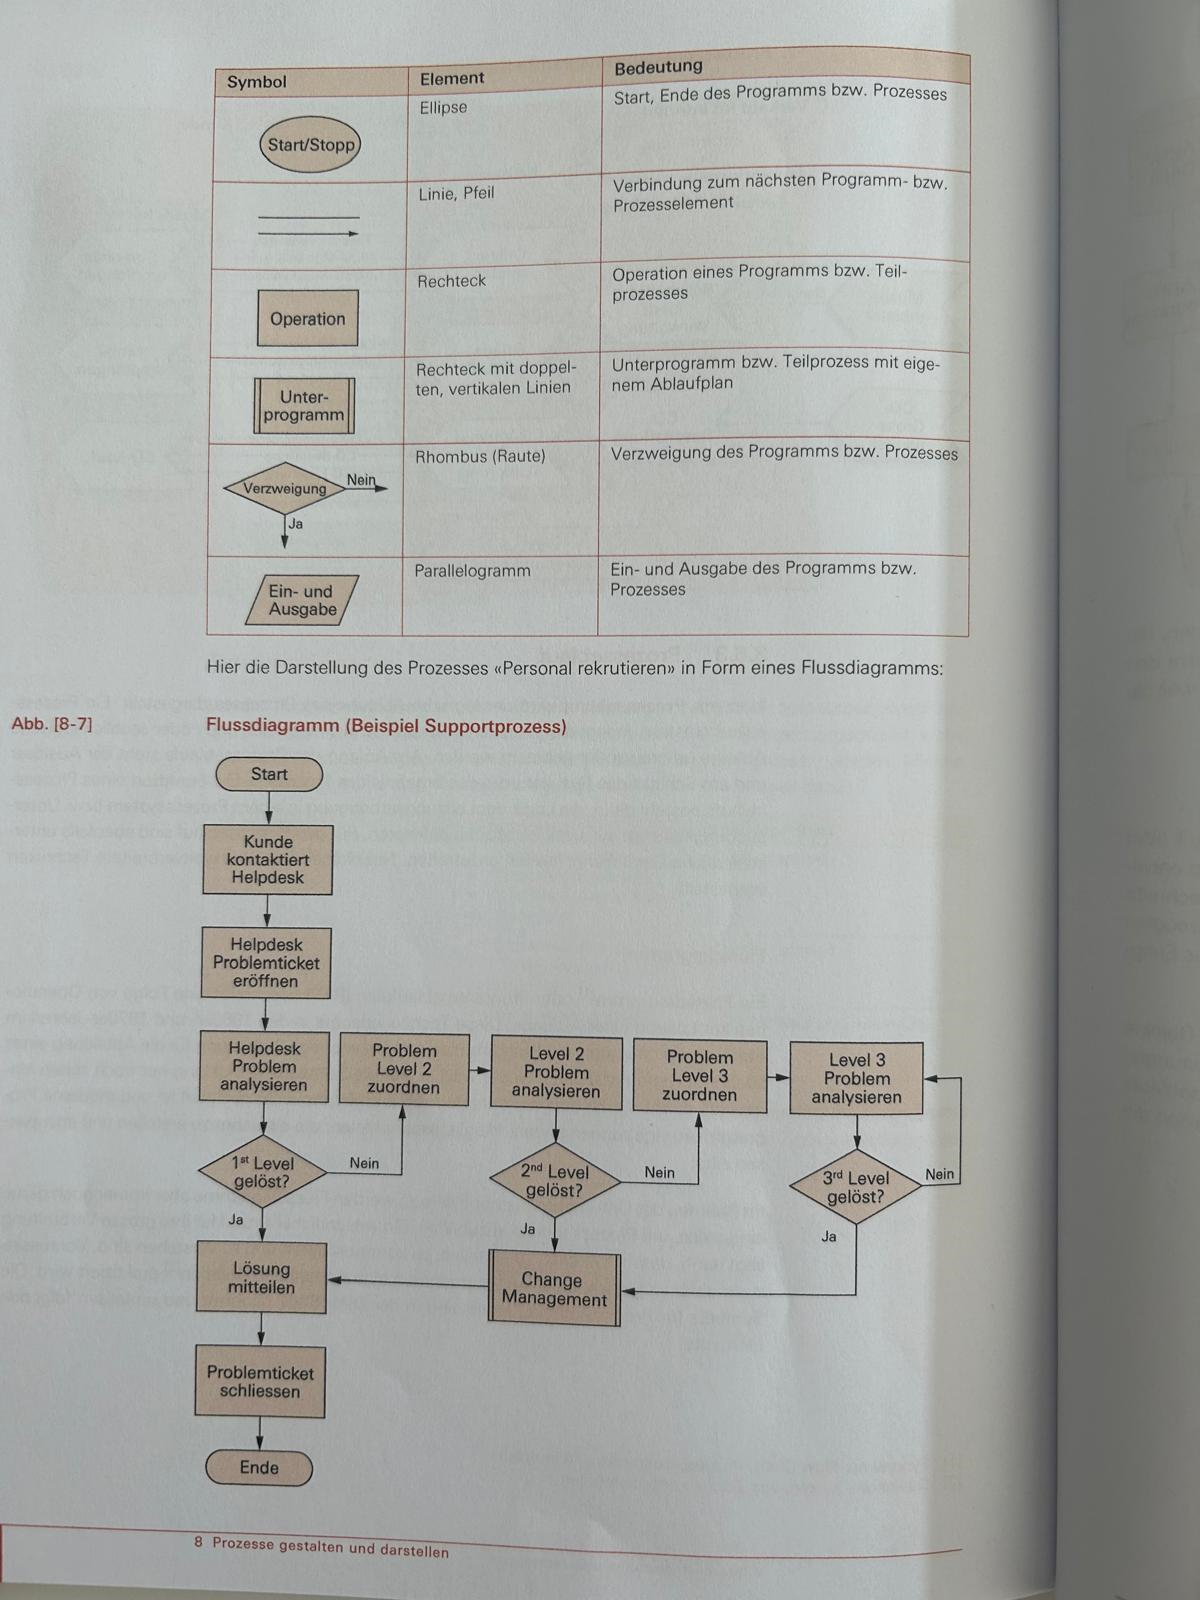 Symbol
Element
Bedeutung
Start/Stopp
Ellipse
Start, Ende des Programms bzw. Prozesses
Linie, Pfeil
Verbindung zum nächsten Programm- bzw.
Prozesselement
Operation
Rechteck
Operation eines Programms bzw. Teil-
prozesses
Unter-
programm
Rechteck mit doppel-
ten, vertikalen Linien
Unterprogramm bzw. Teilprozess mit eige-
nem Ablaufplan
Verzweigung
Nein
Ja
Rhombus (Raute)
Verzweigung des Programms bzw. Prozesses
Ein- und
Ausgabe
Parallelogramm
Ein- und Ausgabe des Programms bzw.
Prozesses
Hier die Darstellung des Prozesses «Personal rekrutieren» in Form eines Flussdiagramms:
Abb. [8-7]
Flussdiagramm (Beispiel Supportprozess)
Start
Kunde
kontaktiert
Helpdesk
Helpdesk
Problemticket
eröffnen
Helpdesk
Problem
analysieren
Problem
Level 2
zuordnen
Level 2
Problem
analysieren
Problem
Level 3
zuordnen
Level 3
Problem
analysieren
1st Level
gelöst?
Nein
2nd Level
gelöst?
Nein
3rd Level
gelöst?
Nein
Ja
Ja
Ja
Lösung
mitteilen
Change
Management
Problemticket
schliessen
Ende
8 Prozesse gestalten und darstellen